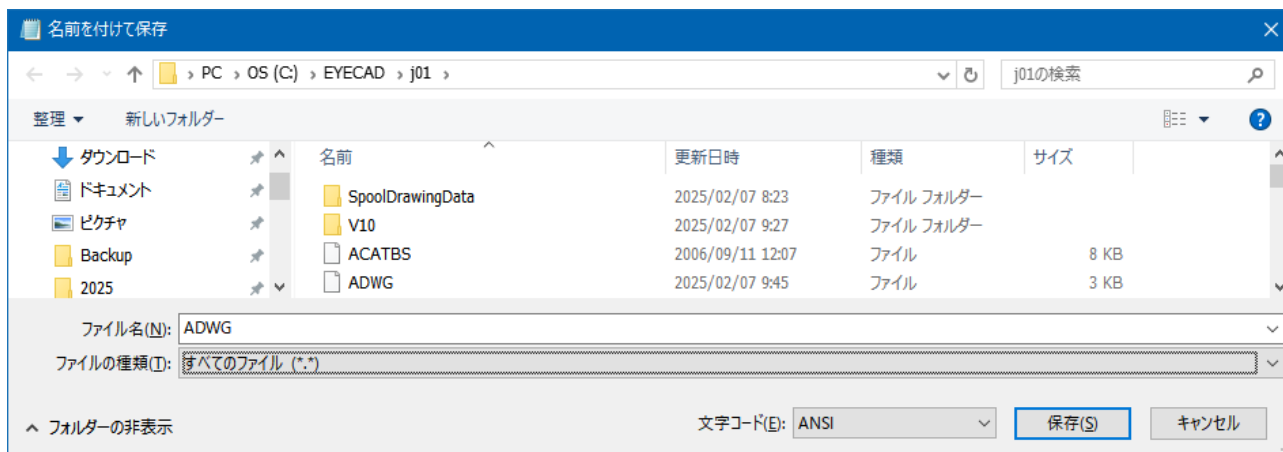 名前を付けて保存
PC › OS (C:) › EYECAD › j01 › j01の検索
整理 新しいフォルダー
ダウンロード
ドキュメント
ピクチャ
Backup
2025
名前 更新日時 種類 サイズ
SpoolDrawingData 2025/02/07 8:23 ファイル フォルダー
V10 2025/02/07 9:27 ファイル フォルダー
ACATBS 2006/09/11 12:07 ファイル 8 KB
ADWG 2025/02/07 9:45 ファイル 3 KB
ファイル名(N): ADWG
ファイルの種類(T): すべてのファイル (*.*)
フォルダーの非表示 文字コード(E): ANSI 保存(S) キャンセル